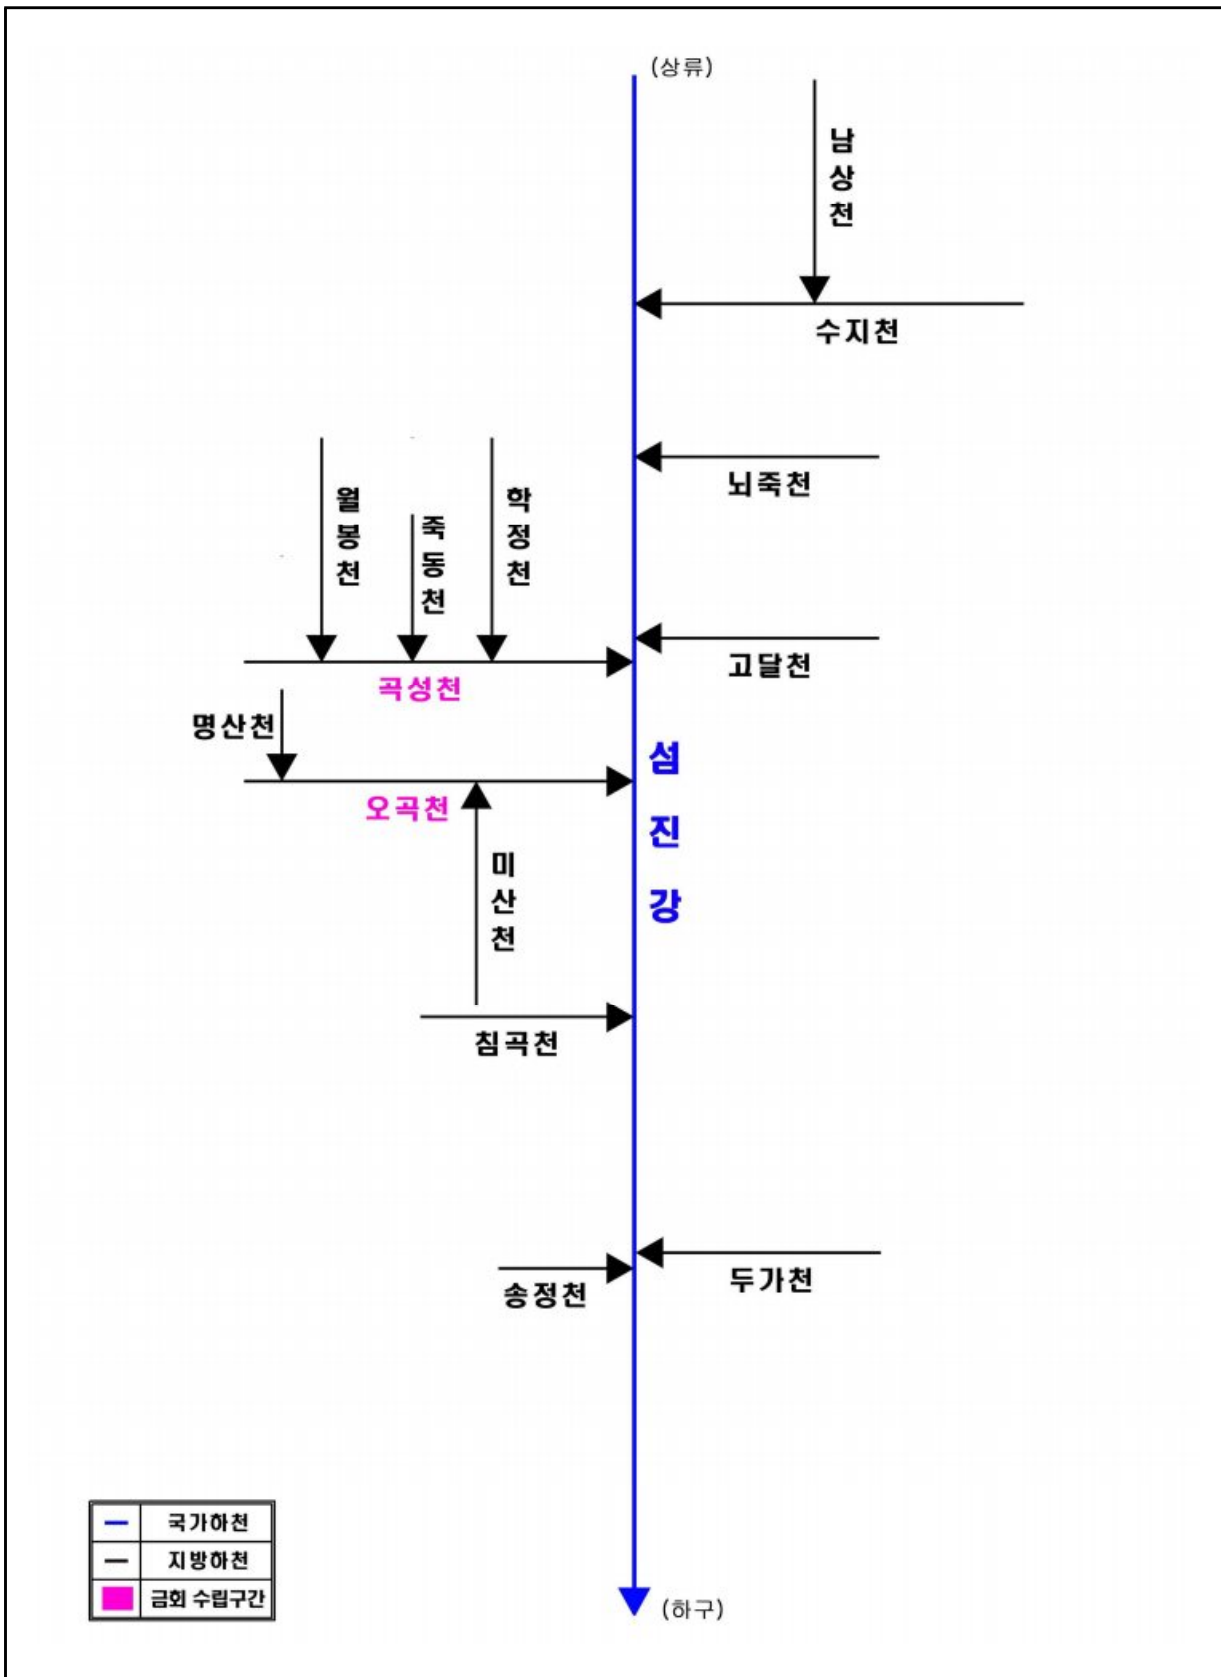 (상류)
남상천
수지천
뇌죽천
월봉천
죽동천
학정천
고달천
곡성천
명산천
섬진강
오곡천
미산천
침곡천
두가천
송정천
국가하천
지방하천
금회 수립구간
(하구)